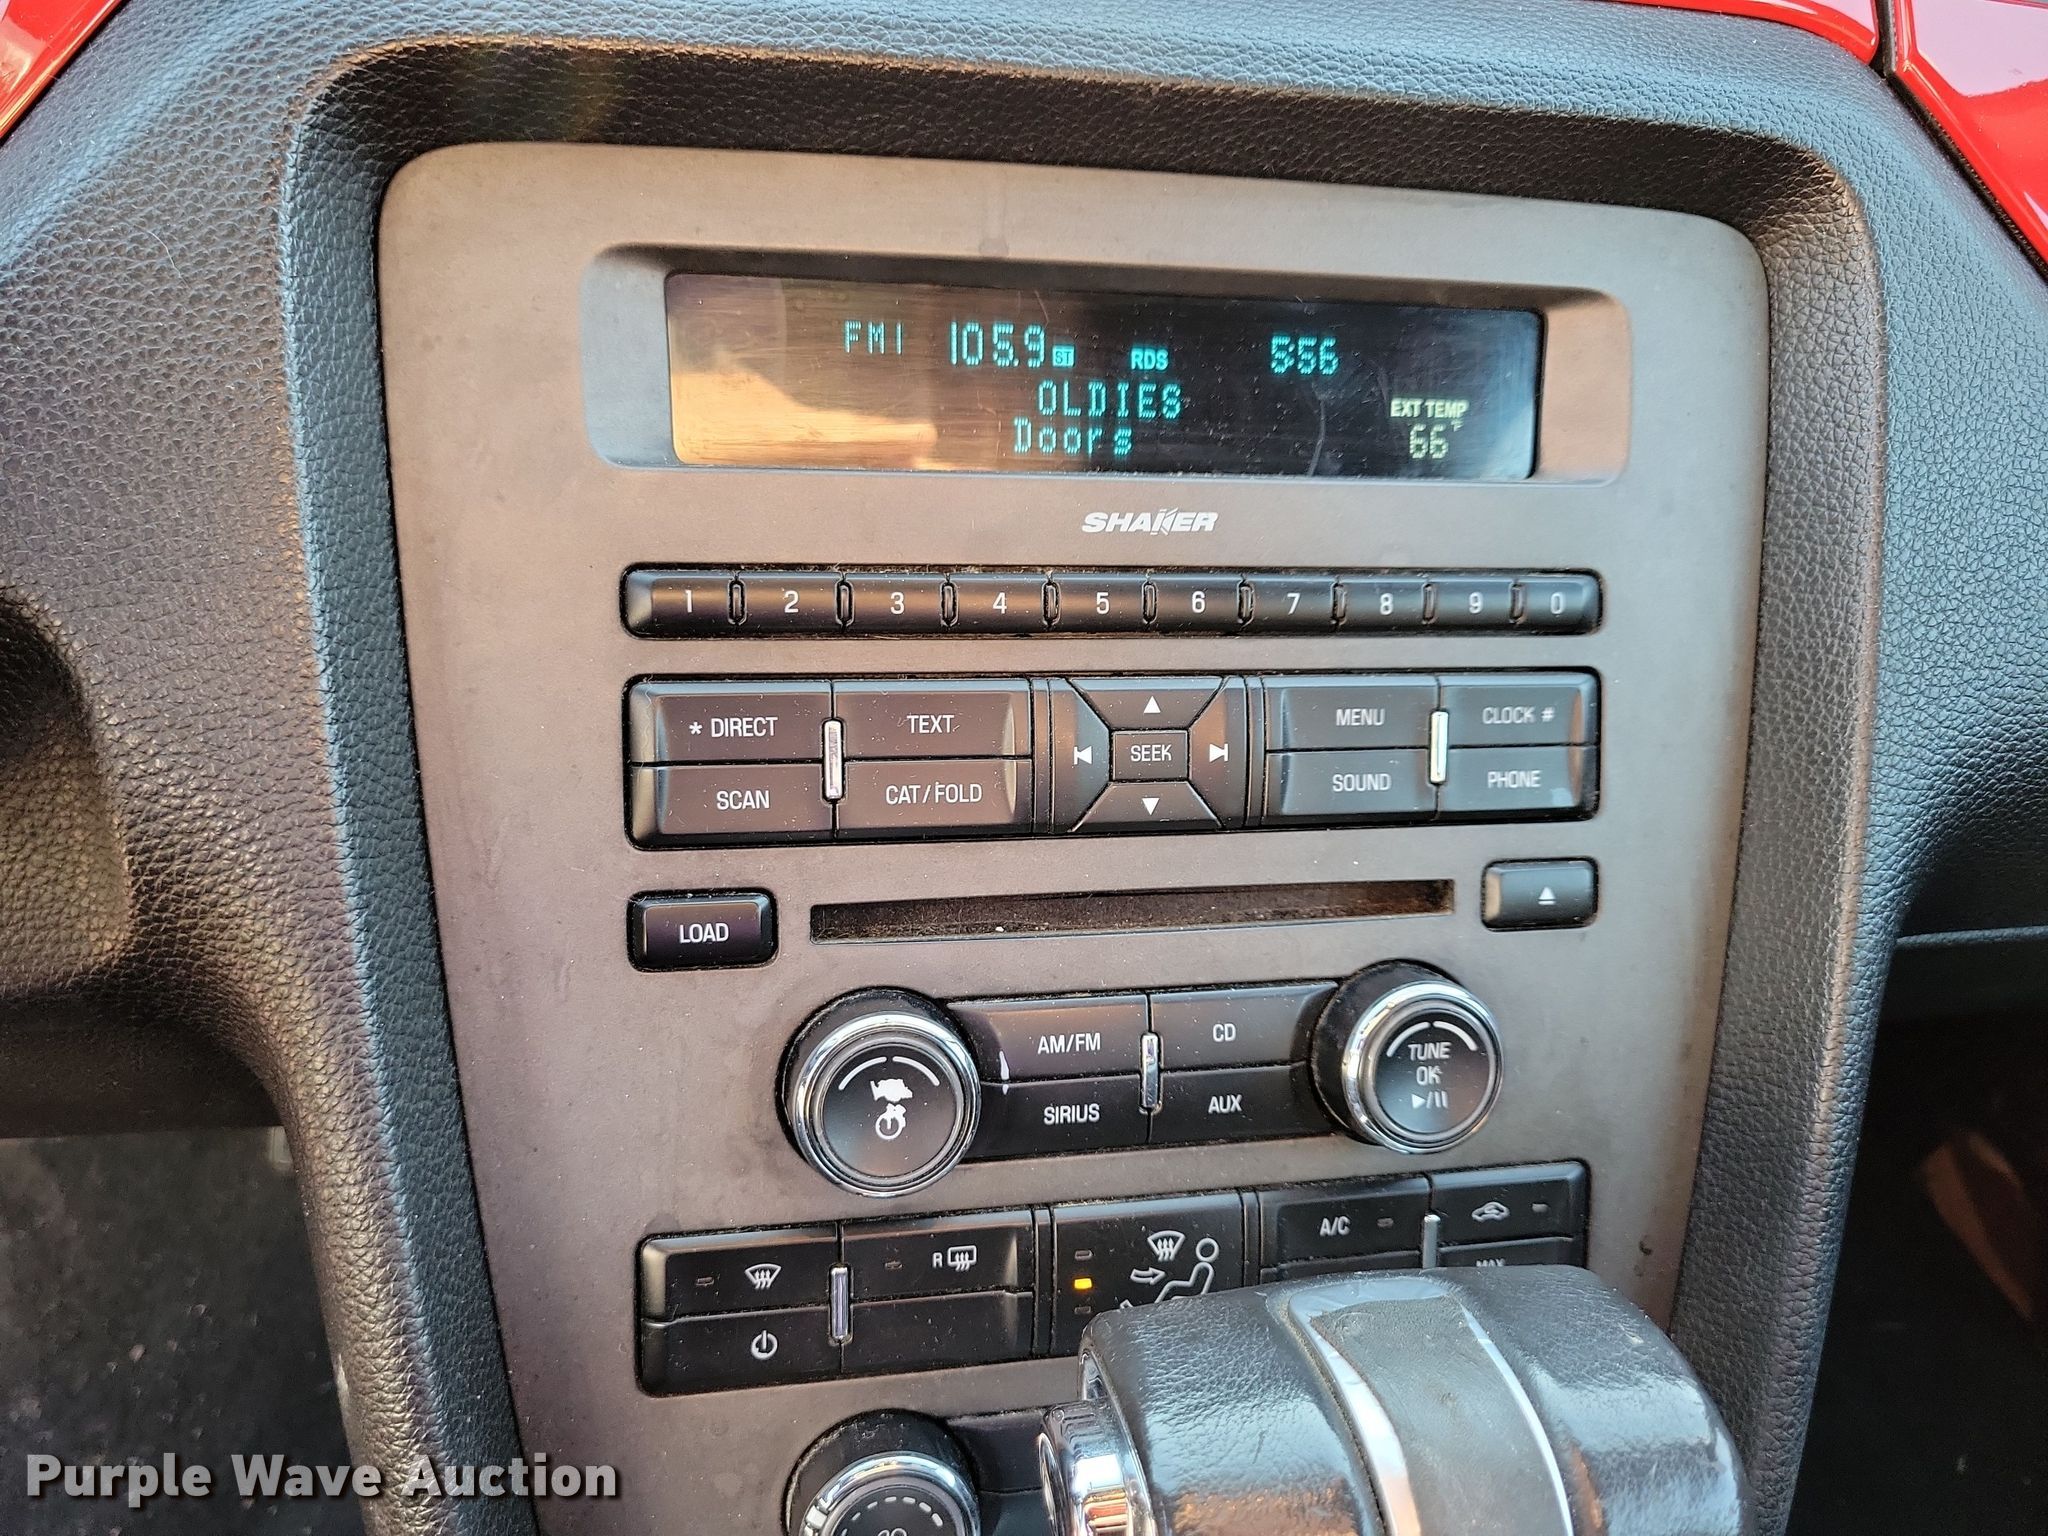 FM1 105.9 ST RDS 5:56
OLDIES EXT TEMP
Doors 66°F
SHAKER
1 2 3 4 5 6 7 8 9 0
* DIRECT TEXT MENU CLOCK #
SEEK
SCAN CAT/FOLD SOUND PHONE
LOAD
AM/FM CD TUNE
OK
SIRIUS AUX
R A/C
MAX
Purple Wave Auction